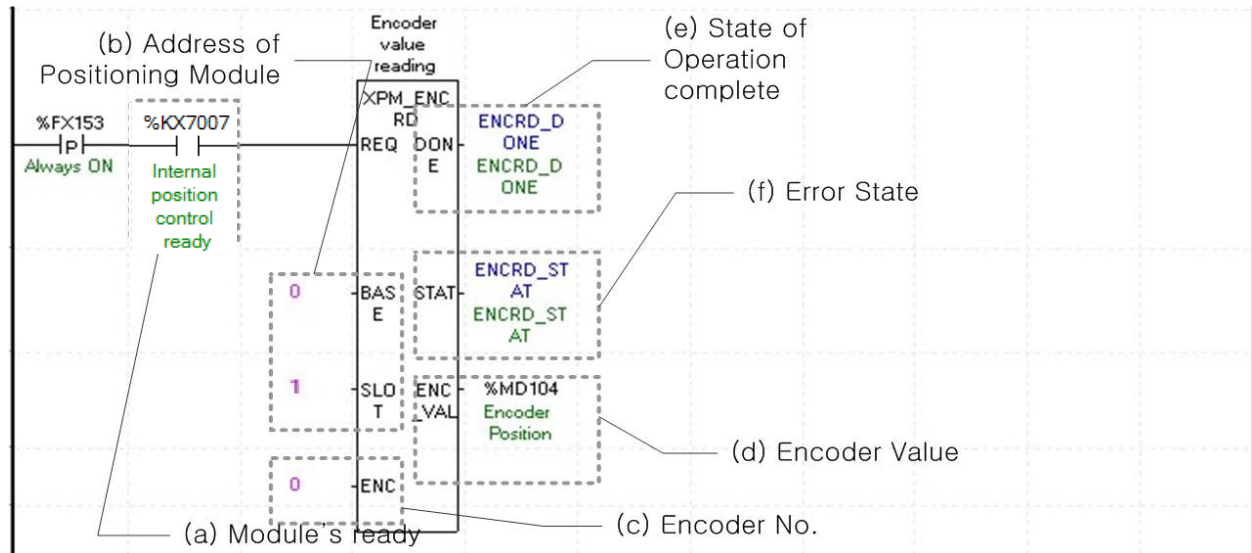 Encoder
value
reading
(b) Address of
Positioning Module
(e) State of
Operation
complete
XPM_ENC
RD
%FX153
%KX7007
P
Always ON
Internal
position
control
ready
REQ
DON
E
ENCRD_D
ONE
ENCRD_D
ONE
(f) Error State
0
BAS
E
STAT
ENCRD_ST
AT
ENCRD_ST
AT
1
SLO
T
ENC
_VAL
%MD104
Encoder
Position
(d) Encoder Value
0
ENC
(a) Module's ready
(c) Encoder No.